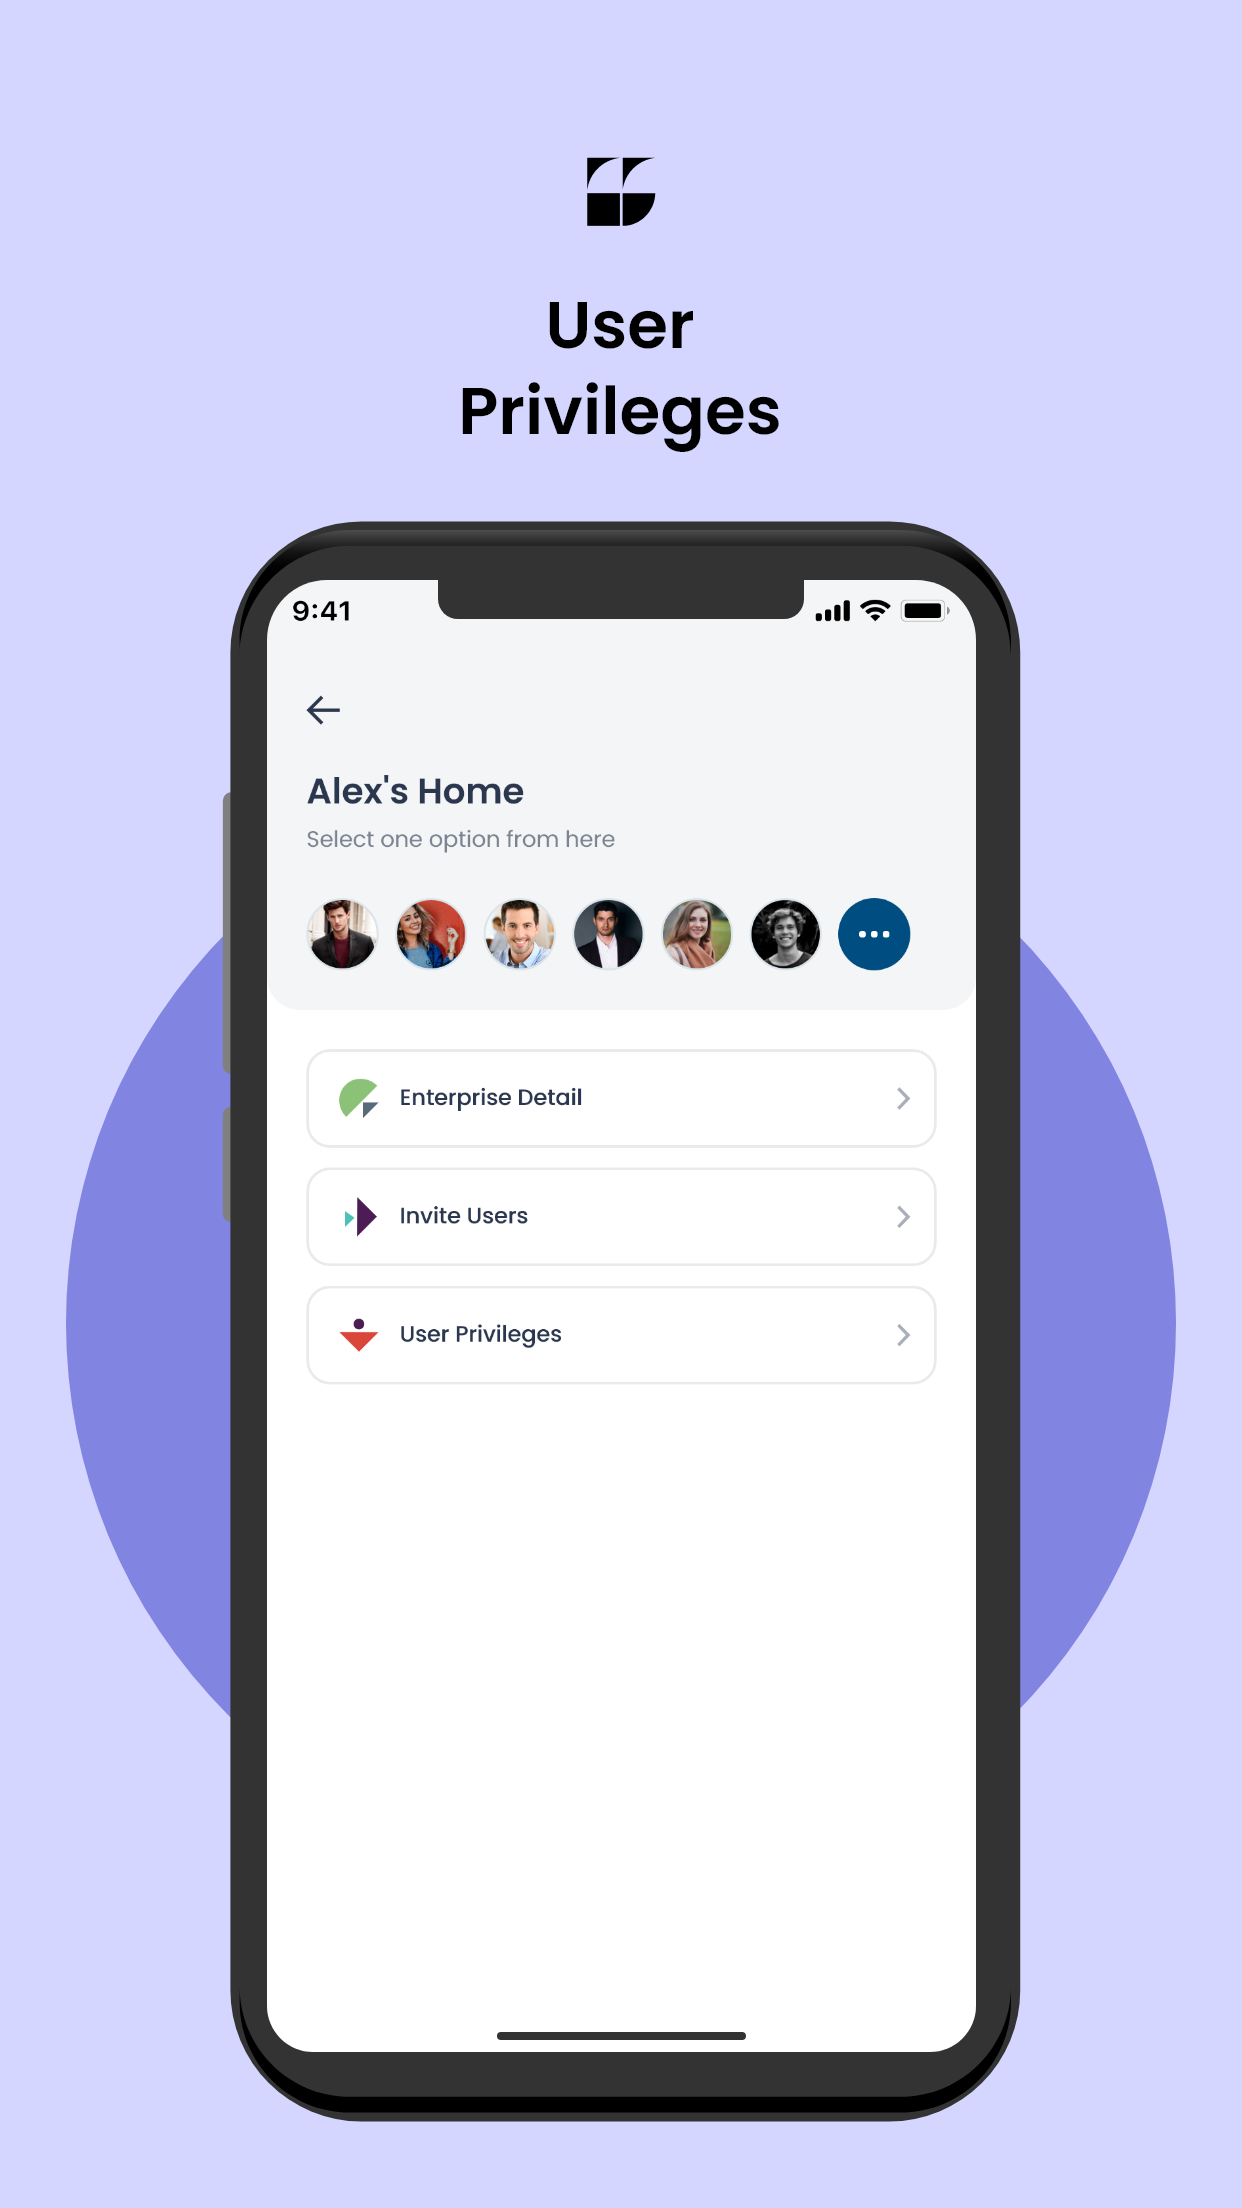 User
Privileges
9:41
Alex's Home
Select one option from here
Enterprise Detail
Invite Users
User Privileges